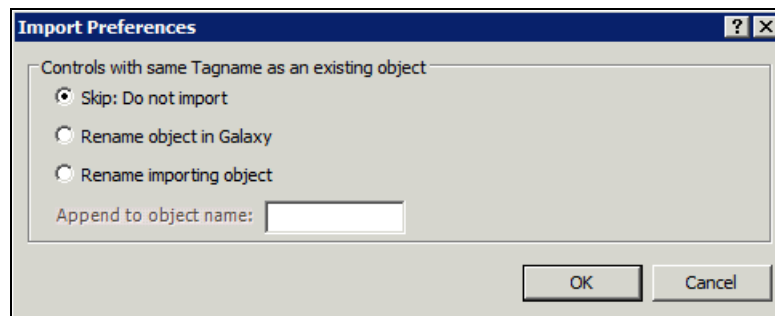 Import Preferences
Controls with same Tagname as an existing object
Skip: Do not import
Rename object in Galaxy
Rename importing object
Append to object name:
OK Cancel